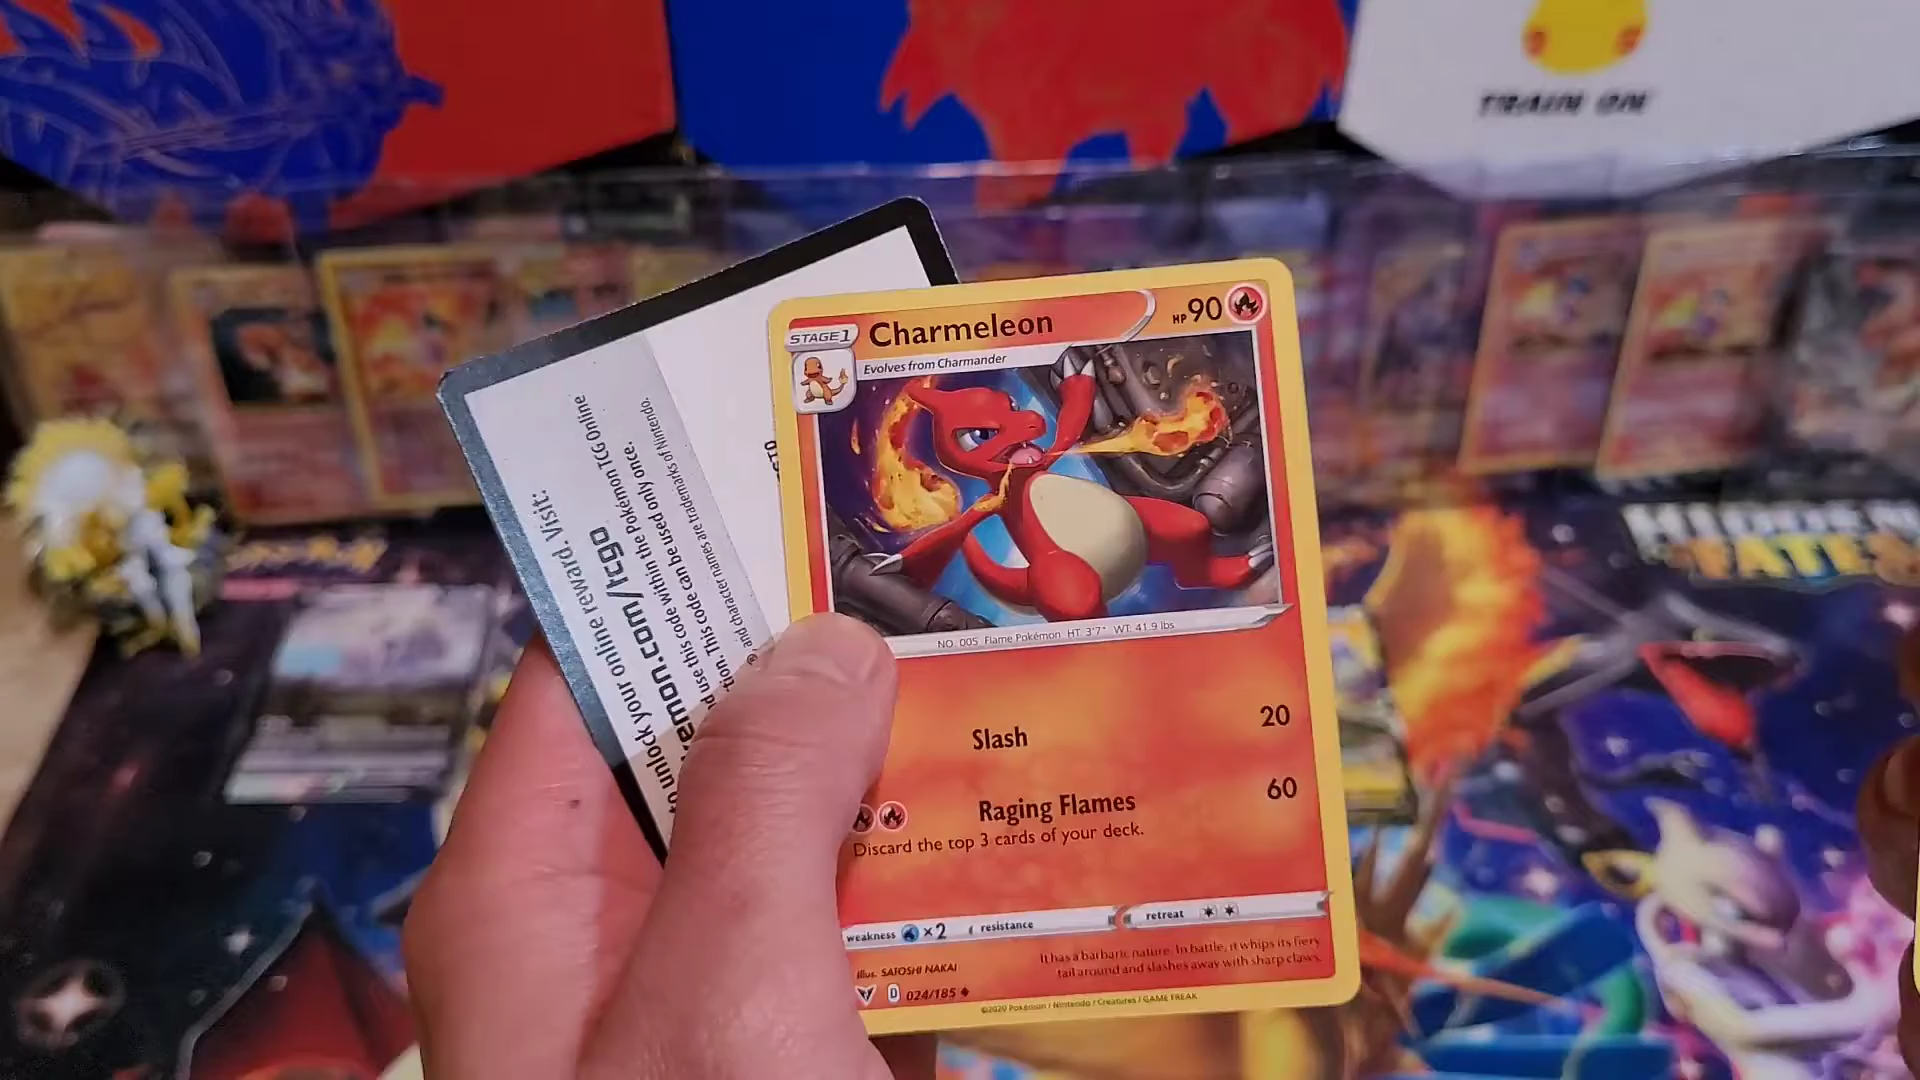 TRAIN ON
STAGE 1
Charmeleon
HP 90
Evolves from Charmander
NO. 005 Flame Pokémon HT: 3'7" WT: 41.9 lbs
Slash 20
Raging Flames 60
Discard the top 3 cards of your deck.
weakness ×2 resistance retreat
It has a barbaric nature. In battle, it whips its fiery
tail around and slashes away with sharp claws.
Illus. SATOSHI NAKAI
D 024/185
©2020 Pokémon / Nintendo / Creatures / GAME FREAK
to unlock your online reward. Visit:
emon.com/tcgo
use this code within the Pokémon TCG Online
tion. This code can be used only once.
and character names are trademarks of Nintendo.
HIDDEN
FATES